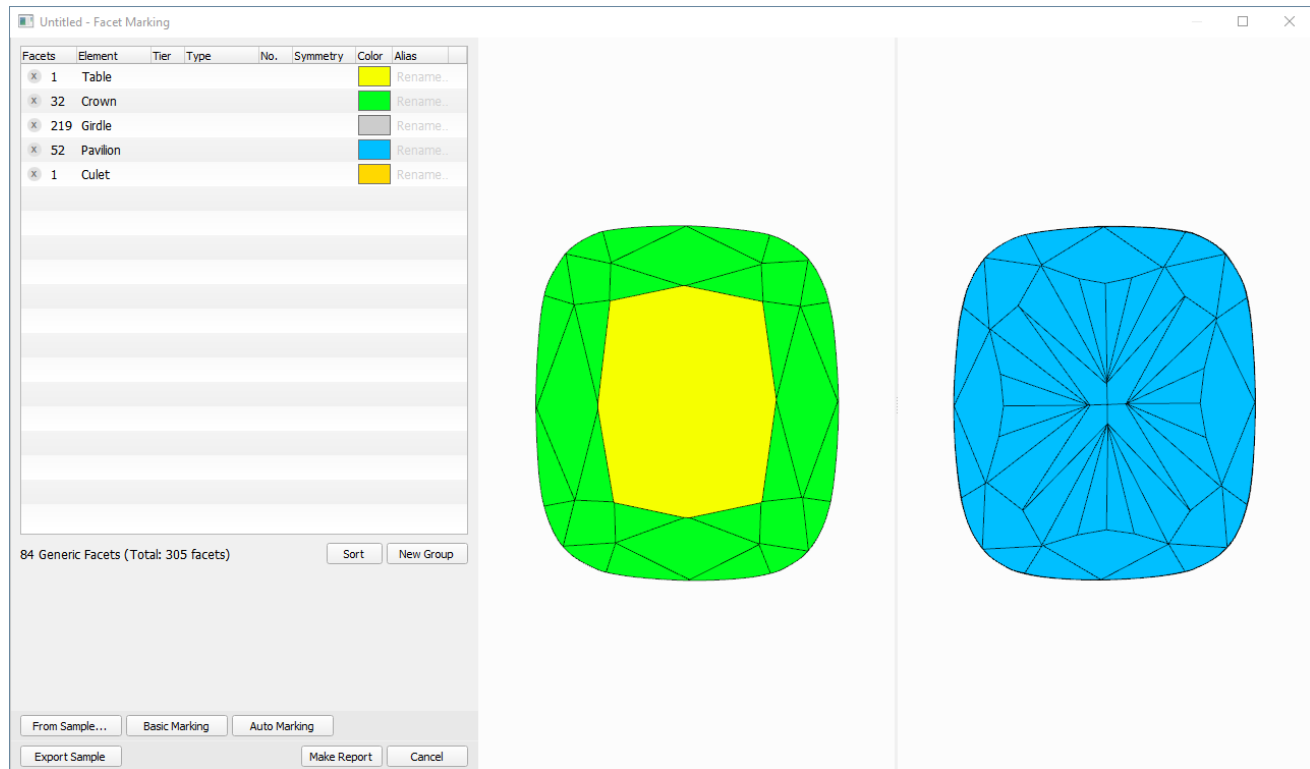 Untitled - Facet Marking
Facets Element Tier Type No. Symmetry Color Alias
x 1 Table Rename..
x 32 Crown Rename..
x 219 Girdle Rename..
x 52 Pavilion Rename..
x 1 Culet Rename..
84 Generic Facets (Total: 305 facets) Sort New Group
From Sample... Basic Marking Auto Marking
Export Sample Make Report Cancel